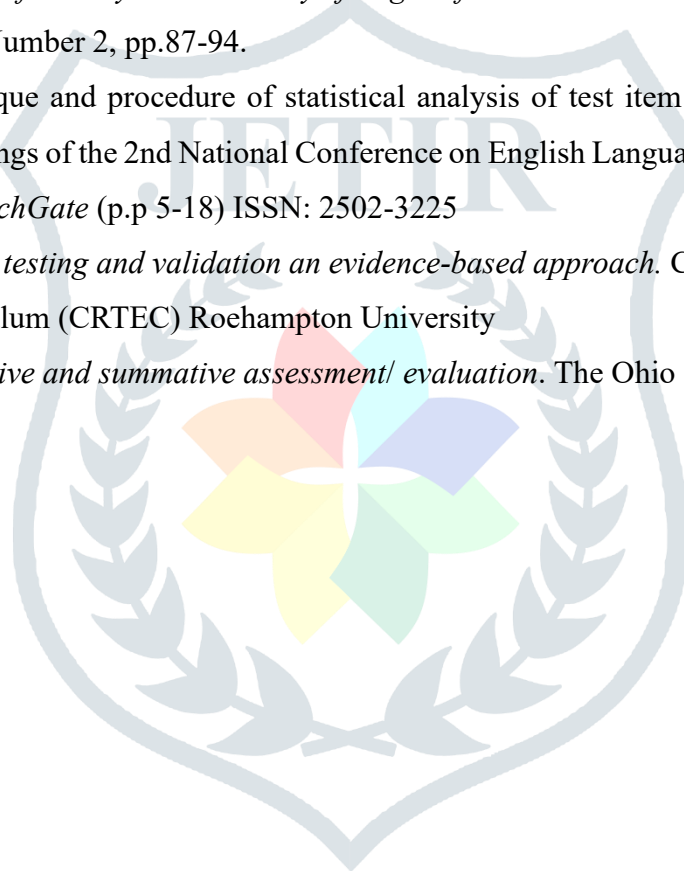 Number 2, pp.87-94.
que and procedure of statistical analysis of test item
ngs of the 2nd National Conference on English Langua
chGate (p.p 5-18) ISSN: 2502-3225
testing and validation an evidence-based approach. C
lum (CRTEC) Roehampton University
ive and summative assessment/ evaluation. The Ohio
JETIR